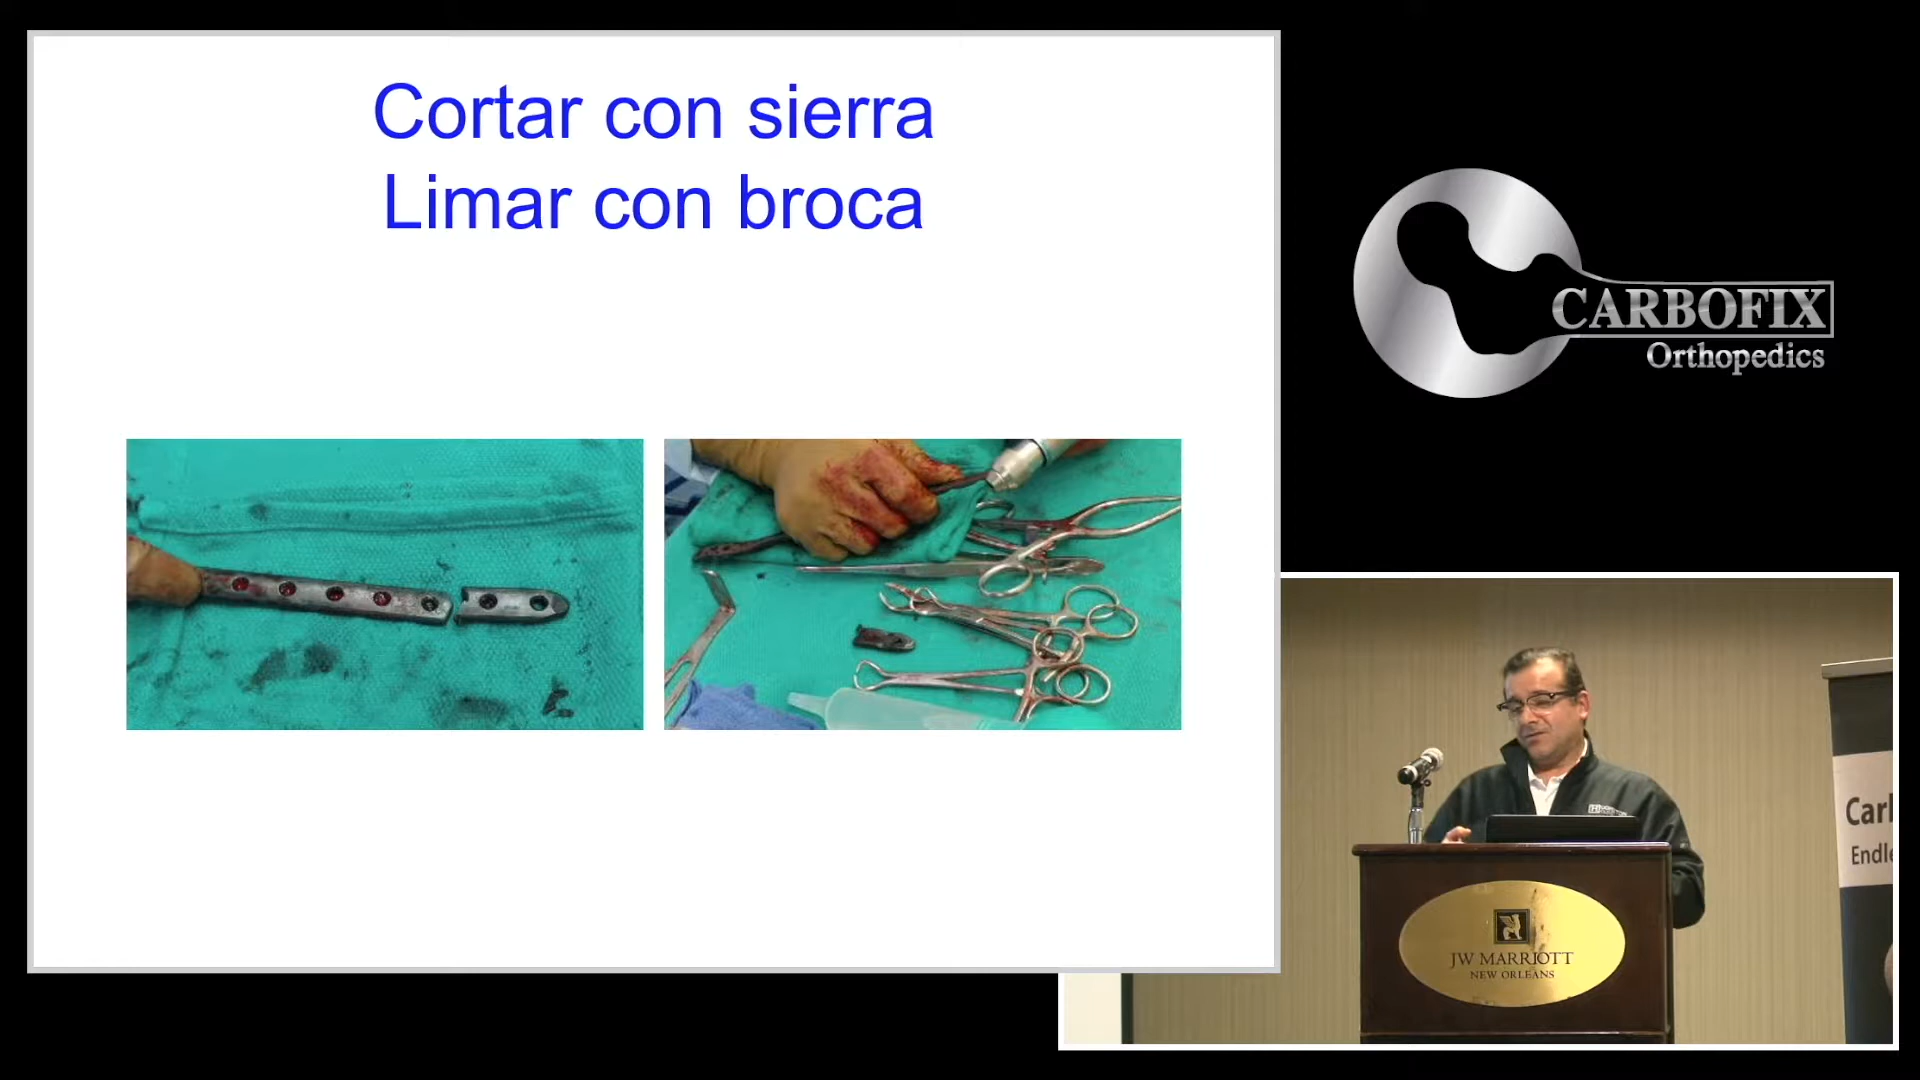 Cortar con sierra
Limar con broca
CARBOFIX
Orthopedics
JW MARRIOTT
NEW ORLEANS